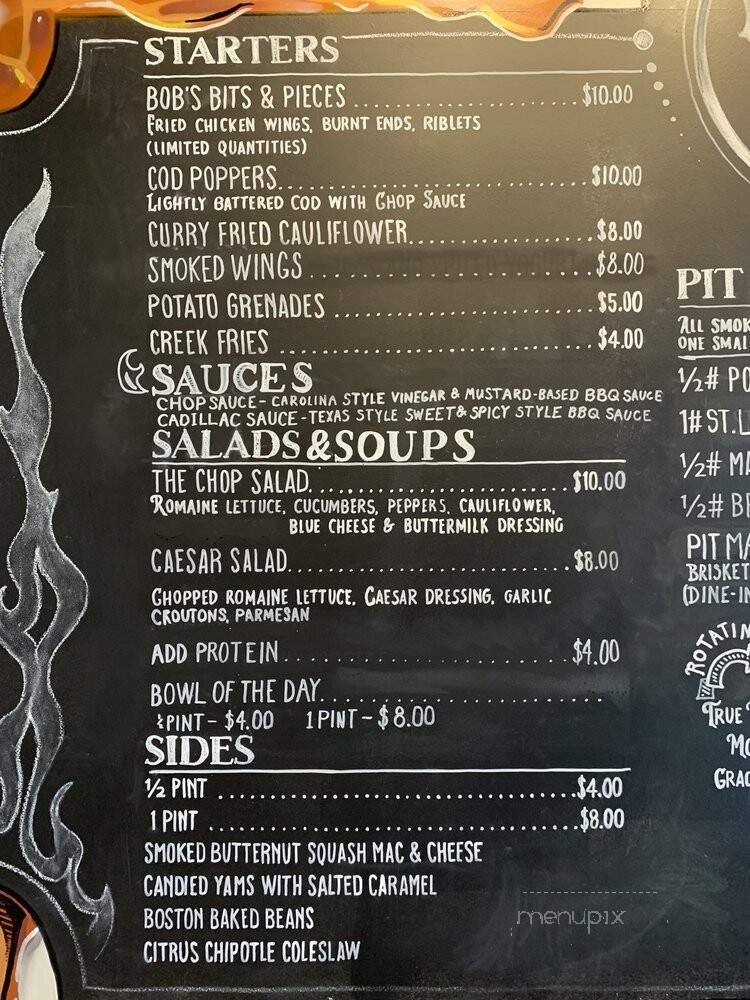 STARTERS
BOB'S BITS & PIECES ........................ $10.00
FRIED CHICKEN WINGS, BURNT ENDS, RIBLETS
(LIMITED QUANTITIES)
COD POPPERS................................ $10.00
LIGHTLY BATTERED COD WITH CHOP SAUCE
CURRY FRIED CAULIFLOWER................... $8.00
SMOKED WINGS ............................. $8.00
POTATO GRENADES .......................... $5.00
CREEK FRIES .............................. $4.00
SAUCES
CHOP SAUCE - CAROLINA STYLE VINEGAR & MUSTARD-BASED BBQ SAUCE
CADILLAC SAUCE - TEXAS STYLE SWEET & SPICY STYLE BBQ SAUCE
SALADS & SOUPS
THE CHOP SALAD........................... $10.00
ROMAINE LETTUCE, CUCUMBERS, PEPPERS, CAULIFLOWER,
BLUE CHEESE & BUTTERMILK DRESSING
CAESAR SALAD............................. $8.00
CHOPPED ROMAINE LETTUCE, CAESAR DRESSING, GARLIC
CROUTONS, PARMESAN
ADD PROTEIN.............................. $4.00
BOWL OF THE DAY..........................
½ PINT - $4.00 1 PINT - $8.00
SIDES
½ PINT .................................. $4.00
1 PINT .................................. $8.00
SMOKED BUTTERNUT SQUASH MAC & CHEESE
CANDIED YAMS WITH SALTED CARAMEL
BOSTON BAKED BEANS
CITRUS CHIPOTLE COLESLAW
PIT
ALL SMOK
ONE SMAL
½# PO
1# ST. L
½# MA
½# BR
PIT MA
BRISKET
(DINE-IN
ROTATIN
TRUE
MO
GRAC
menupix